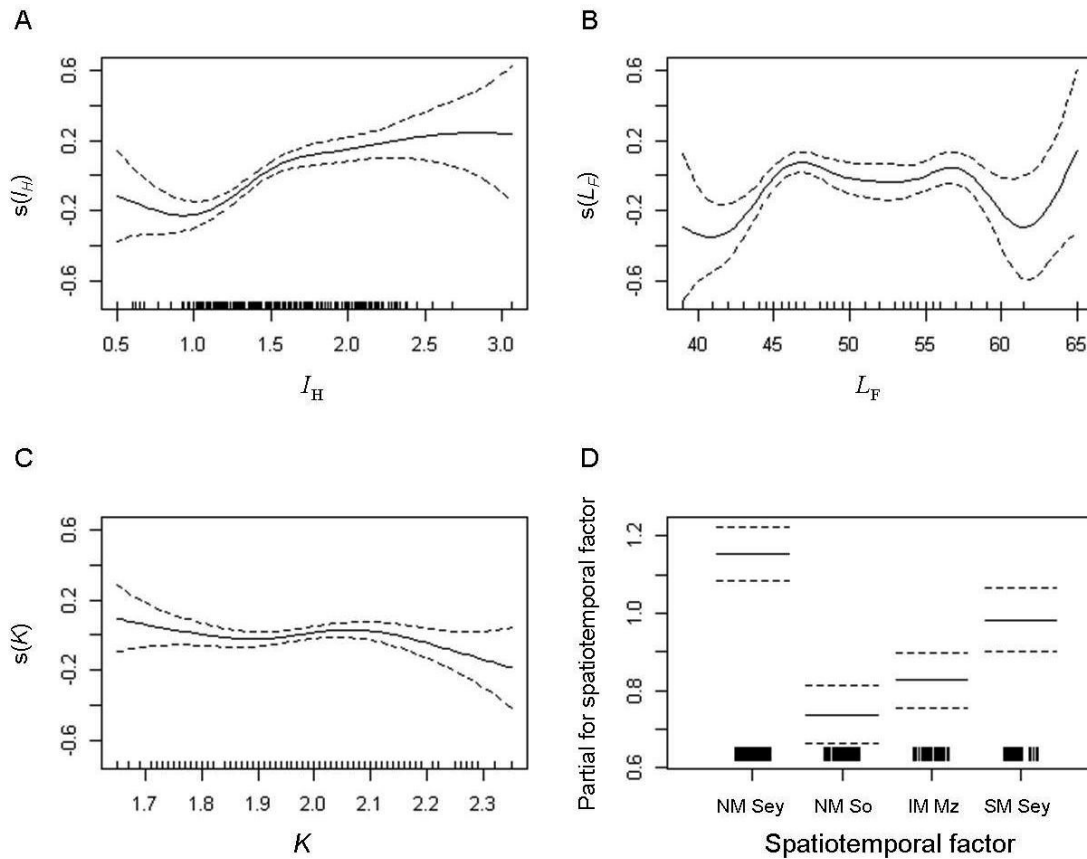 A
s(I_H)
0.6
0.2
-0.2
-0.6
0.5 1.0 1.5 2.0 2.5 3.0
I_H
B
s(L_F)
0.6
0.2
-0.2
-0.6
40 45 50 55 60 65
L_F
C
s(K)
0.6
0.2
-0.2
-0.6
1.7 1.8 1.9 2.0 2.1 2.2 2.3
K
D
Partial for spatiotemporal factor
1.2
1.0
0.8
0.6
NM Sey NM So IM Mz SM Sey
Spatiotemporal factor